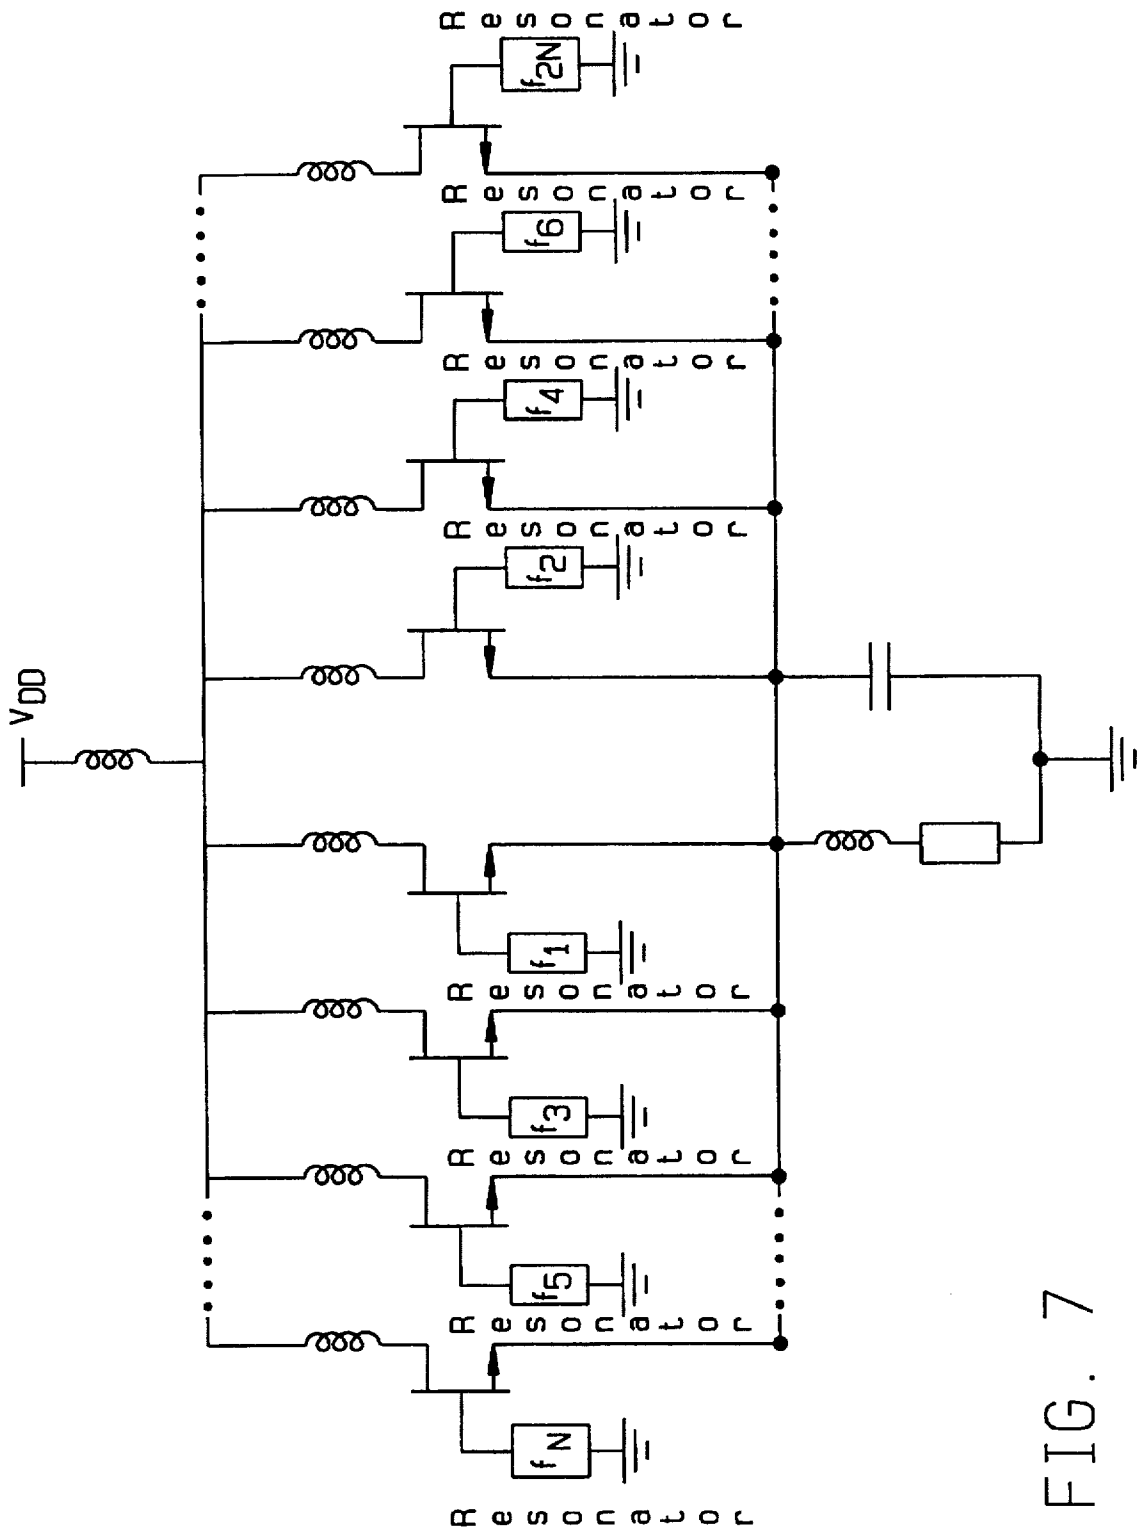 VDD
fN
f5
f3
f1
f2
f4
f6
f2N
Resonator
Resonator
Resonator
Resonator
Resonator
Resonator
Resonator
Resonator
FIG. 7